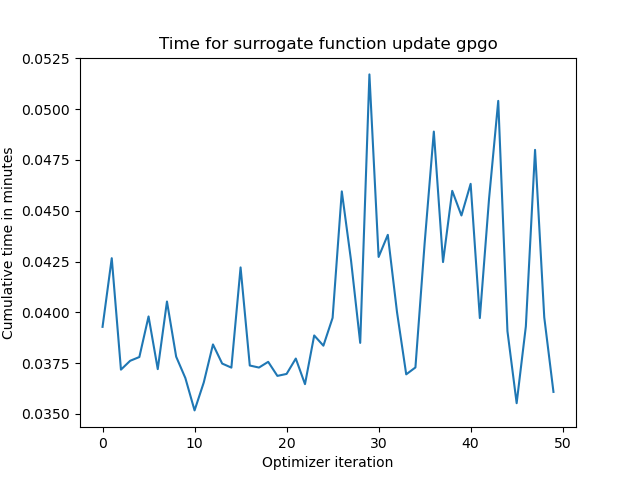 Time for surrogate function update gpgo
Cumulative time in minutes
0.0525
0.0500
0.0475
0.0450
0.0425
0.0400
0.0375
0.0350
0 10 20 30 40 50
Optimizer iteration